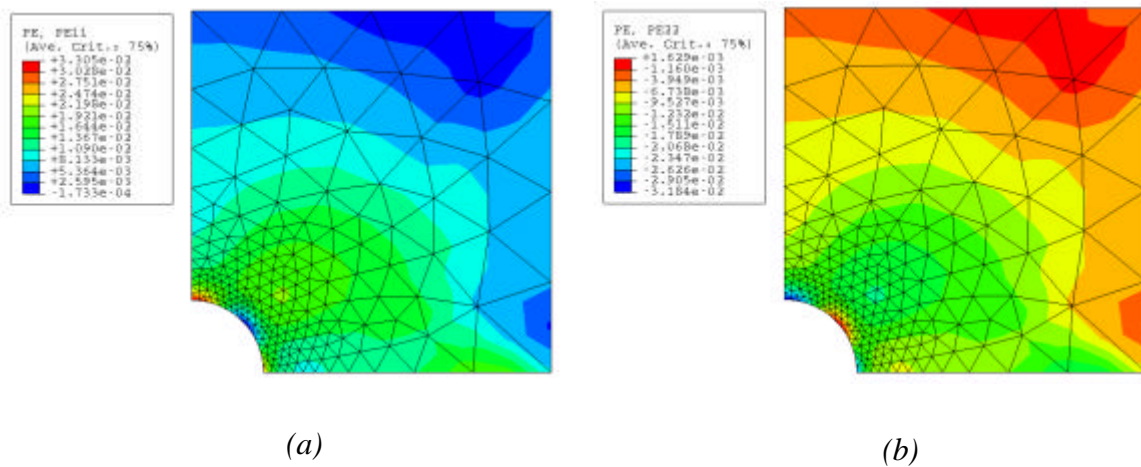 PE, PE11
(Ave. Crit.: 75%)
+3.305e-02
+3.028e-02
+2.751e-02
+2.474e-02
+2.198e-02
+1.921e-02
+1.644e-02
+1.367e-02
+1.090e-02
+8.133e-03
+5.364e-03
+2.595e-03
-1.733e-04
PE, PE22
(Ave. Crit.: 75%)
+1.629e-03
-1.160e-03
-3.949e-03
-6.738e-03
-9.527e-03
-1.232e-02
-1.511e-02
-1.789e-02
-2.068e-02
-2.347e-02
-2.626e-02
-2.905e-02
-3.184e-02
(a)
(b)